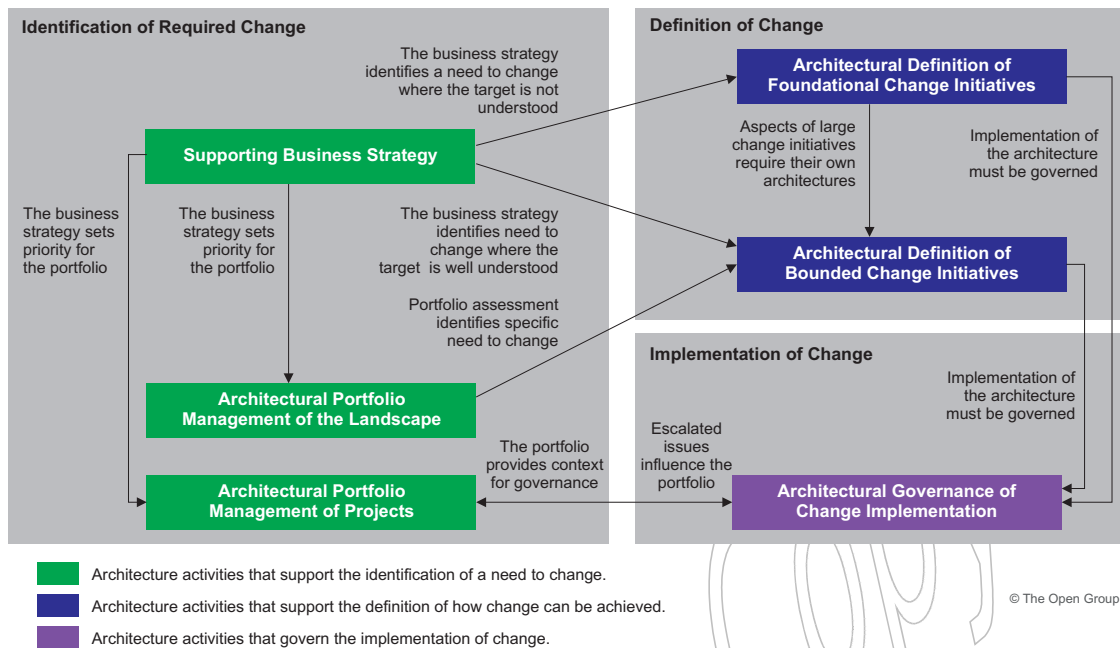 Identification of Required Change
The business strategy
identifies a need to change
where the target is not
understood
Supporting Business Strategy
The business
strategy sets
priority for
the portfolio
The business
strategy sets
priority for
the portfolio
The business strategy
identifies need to
change where the
target is well understood
Portfolio assessment
identifies specific
need to change
Architectural Portfolio
Management of the Landscape
The portfolio
provides context
for governance
Architectural Portfolio
Management of Projects
Definition of Change
Architectural Definition of
Foundational Change Initiatives
Aspects of large
change initiatives
require their own
architectures
Implementation of
the architecture
must be governed
Architectural Definition of
Bounded Change Initiatives
Implementation of Change
Implementation of
the architecture
must be governed
Escalated
issues
influence the
portfolio
Architectural Governance of
Change Implementation
Architecture activities that support the identification of a need to change.
Architecture activities that support the definition of how change can be achieved.
Architecture activities that govern the implementation of change.
© The Open Group